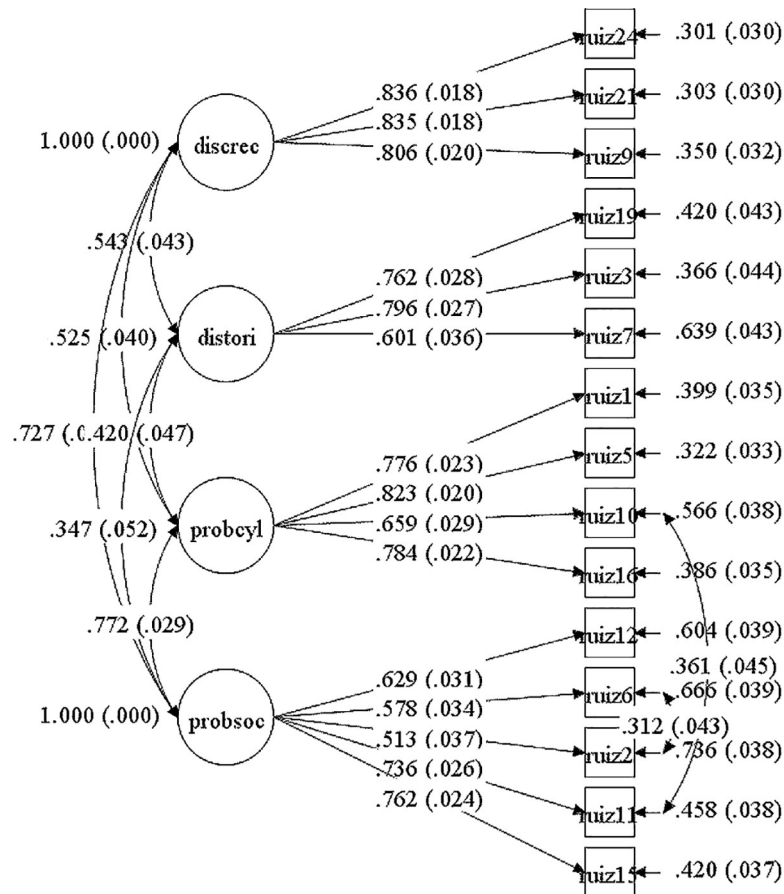 ruiz24 .301 (.030)
.836 (.018)
ruiz21 .303 (.030)
.835 (.018)
1.000 (.000) discrec
.806 (.020)
ruiz9 .350 (.032)
ruiz19 .420 (.043)
.543 (.043)
.762 (.028)
ruiz3 .366 (.044)
.796 (.027)
.525 (.040) distori
.601 (.036)
ruiz7 .639 (.043)
ruiz1 .399 (.035)
.727 .420 (.047)
.776 (.023)
ruiz5 .322 (.033)
.823 (.020)
ruiz10 .566 (.038)
.347 (.052) probcyl
.659 (.029)
.784 (.022)
ruiz16 .386 (.035)
.772 (.029)
ruiz12 .604 (.039)
.361 (.045)
.629 (.031)
ruiz6 .666 (.039)
.578 (.034)
1.000 (.000) probsoc
.312 (.043)
.513 (.037)
ruiz2 .736 (.038)
.736 (.026)
.762 (.024)
ruiz11 .458 (.038)
ruiz15 .420 (.037)